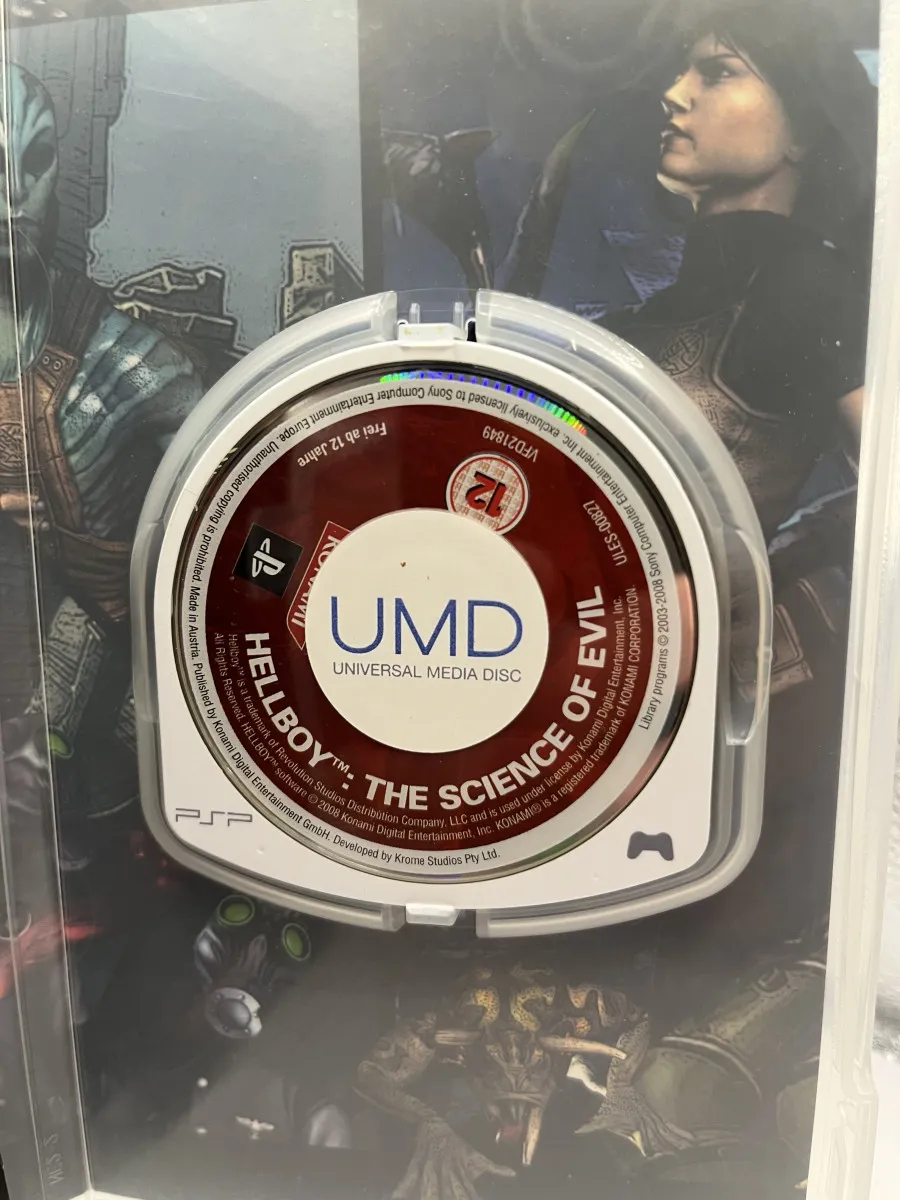 Library programs © 2003-2008 Sony Computer Entertainment, Inc. exclusively licensed to Sony Computer Entertainment Europe. Unauthorised copying is prohibited. Made in Austria. Published by Konami Digital Entertainment GmbH. Developed by Krome Studios Pty Ltd.
Frei ab 12 Jahre
VFD21849
12
ULES-00827
KONAMI
UMD
UNIVERSAL MEDIA DISC
HELLBOY™: THE SCIENCE OF EVIL
Hellboy™ is a trademark of Revolution Studios Distribution Company, LLC and is used under license by Konami Digital Entertainment, Inc.
All Rights Reserved. HELLBOY™ software © 2008 Konami Digital Entertainment, Inc. KONAMI® is a registered trademark of KONAMI CORPORATION.
PSP